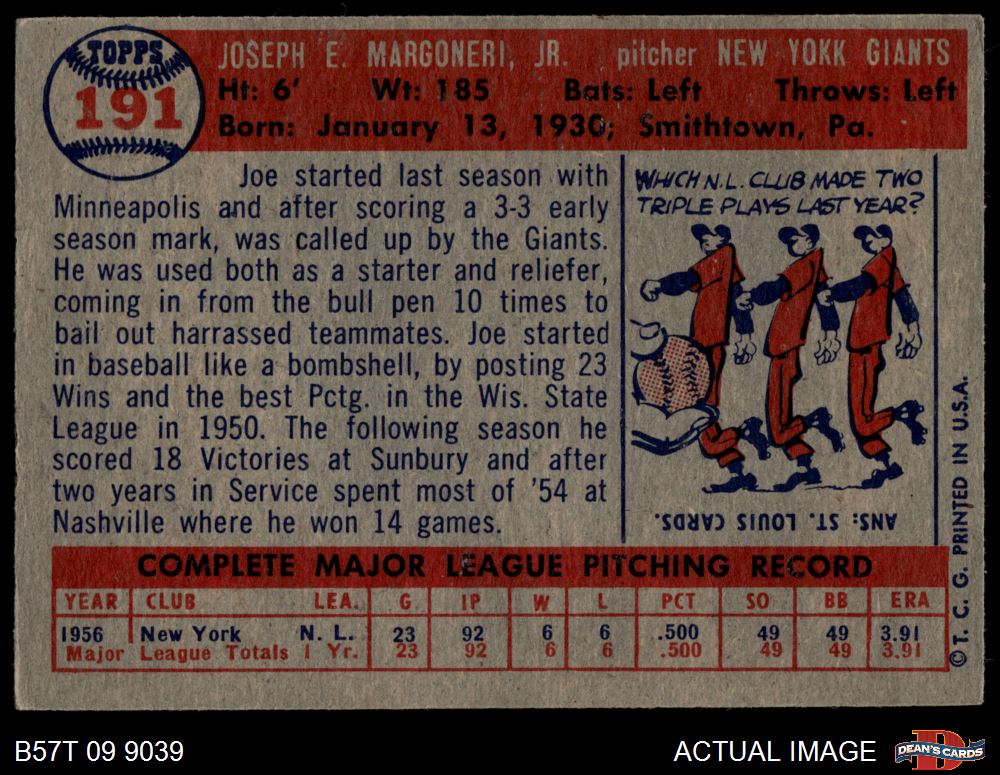 TOPPS
191
JOSEPH E. MARGONERI, JR. pitcher NEW YOKK GIANTS
Ht: 6' Wt: 185 Bats: Left Throws: Left
Born: January 13, 1930; Smithtown, Pa.
Joe started last season with
Minneapolis and after scoring a 3-3 early
season mark, was called up by the Giants.
He was used both as a starter and reliefer,
coming in from the bull pen 10 times to
bail out harrassed teammates. Joe started
in baseball like a bombshell, by posting 23
Wins and the best Pctg. in the Wis. State
League in 1950. The following season he
scored 18 Victories at Sunbury and after
two years in Service spent most of '54 at
Nashville where he won 14 games.
WHICH N.L. CLUB MADE TWO
TRIPLE PLAYS LAST YEAR?
ANS: ST. LOUIS CARDS.
COMPLETE MAJOR LEAGUE PITCHING RECORD
YEAR CLUB LEA. G. IP W L PCT SO BB ERA
1956 New York N. L. 23 92 6 6 .500 49 49 3.91
Major League Totals 1 Yr. 23 92 6 6 .500 49 49 3.91
© T. C. G. PRINTED IN U.S.A.
B57T 09 9039
ACTUAL IMAGE
DEAN'S CARDS